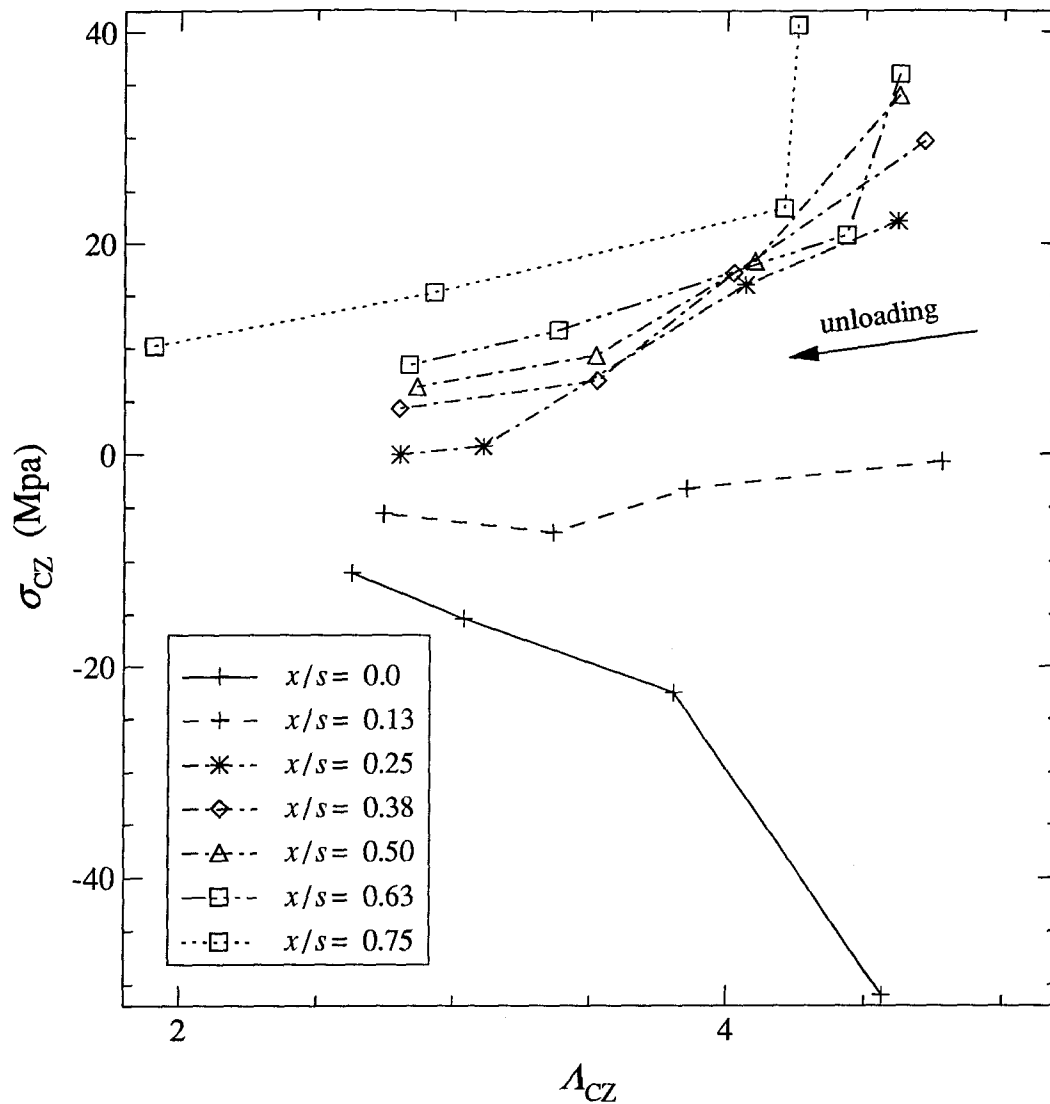 40
20
0
-20
-40
σCZ (Mpa)
unloading
x/s= 0.0
x/s= 0.13
x/s= 0.25
x/s= 0.38
x/s= 0.50
x/s= 0.63
x/s= 0.75
2
4
ΛCZ